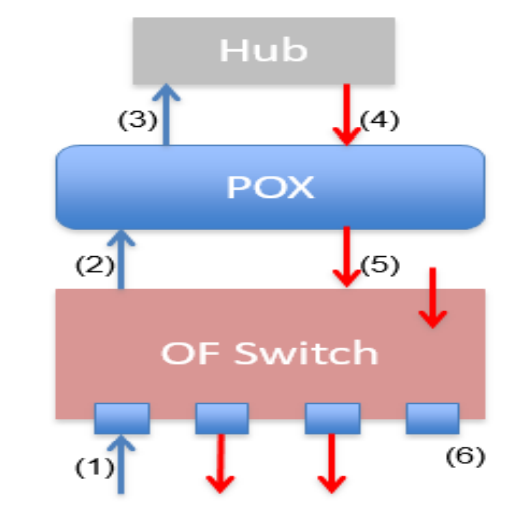 Hub
(3)
(4)
POX
(2)
(5)
OF Switch
(1)
(6)